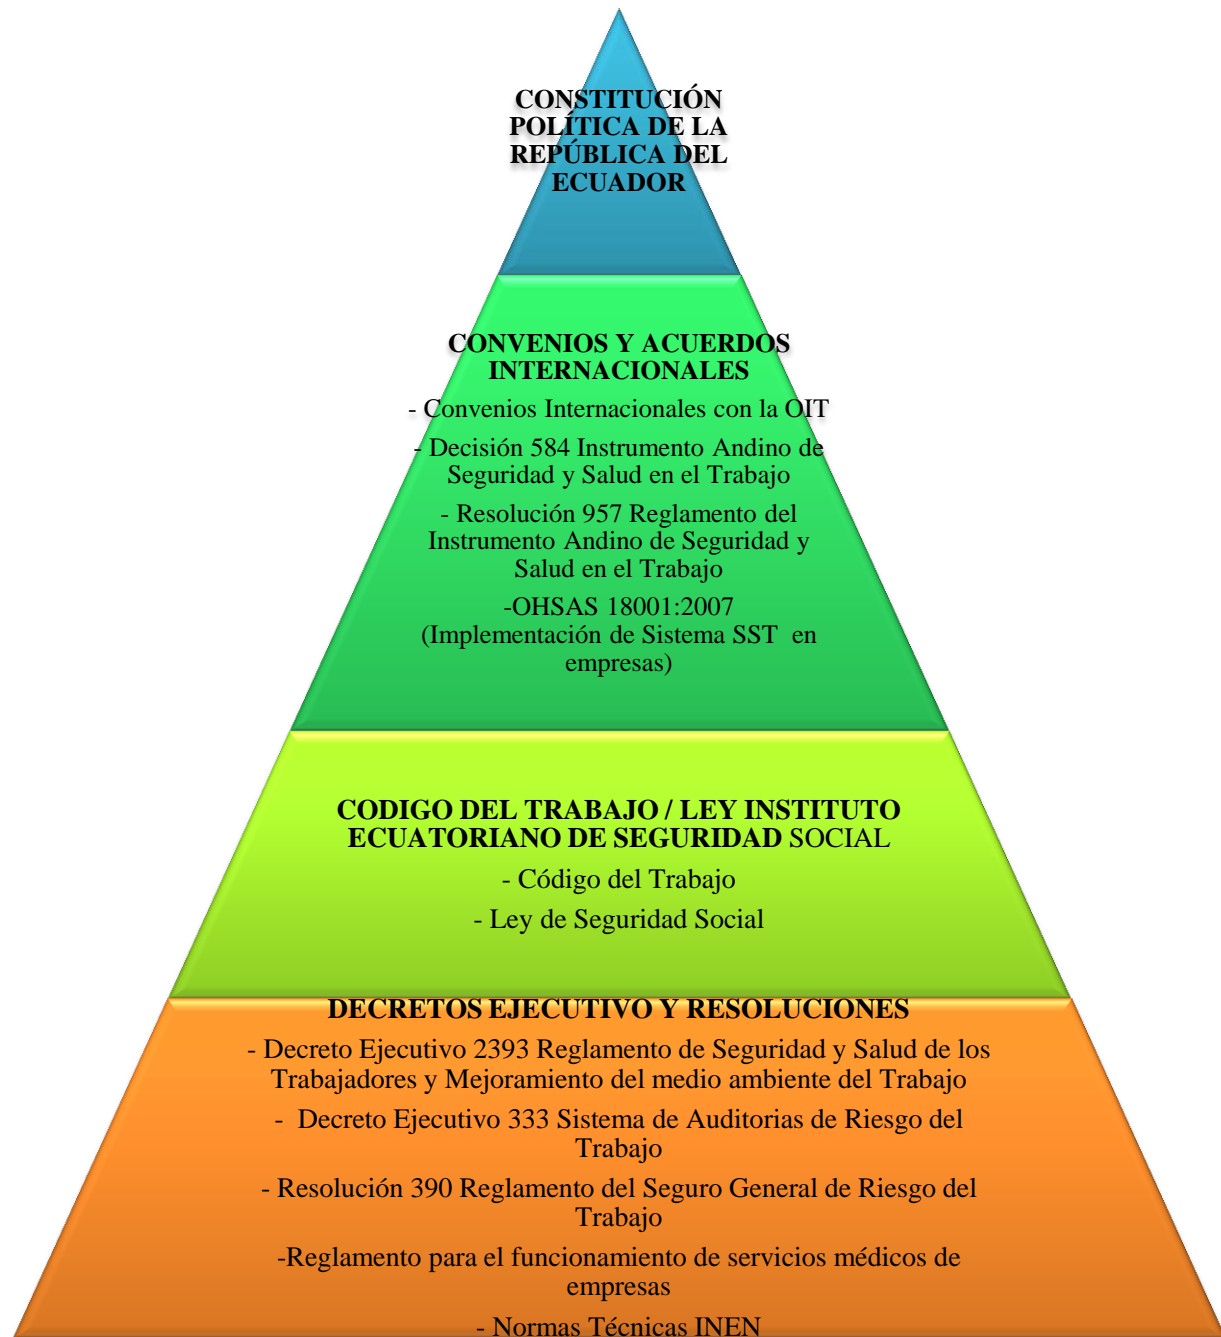 CONSTITUCIÓN
POLÍTICA DE LA
REPÚBLICA DEL
ECUADOR
CONVENIOS Y ACUERDOS
INTERNACIONALES
- Convenios Internacionales con la OIT
- Decisión 584 Instrumento Andino de
Seguridad y Salud en el Trabajo
- Resolución 957 Reglamento del
Instrumento Andino de Seguridad y
Salud en el Trabajo
-OHSAS 18001:2007
(Implementación de Sistema SST en
empresas)
CODIGO DEL TRABAJO / LEY INSTITUTO
ECUATORIANO DE SEGURIDAD SOCIAL
- Código del Trabajo
- Ley de Seguridad Social
DECRETOS EJECUTIVO Y RESOLUCIONES
- Decreto Ejecutivo 2393 Reglamento de Seguridad y Salud de los
Trabajadores y Mejoramiento del medio ambiente del Trabajo
- Decreto Ejecutivo 333 Sistema de Auditorias de Riesgo del
Trabajo
- Resolución 390 Reglamento del Seguro General de Riesgo del
Trabajo
-Reglamento para el funcionamiento de servicios médicos de
empresas
- Normas Técnicas INEN